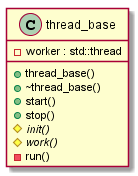 C thread_base
worker : std::thread
thread_base()
~thread_base()
start()
stop()
init()
work()
run()